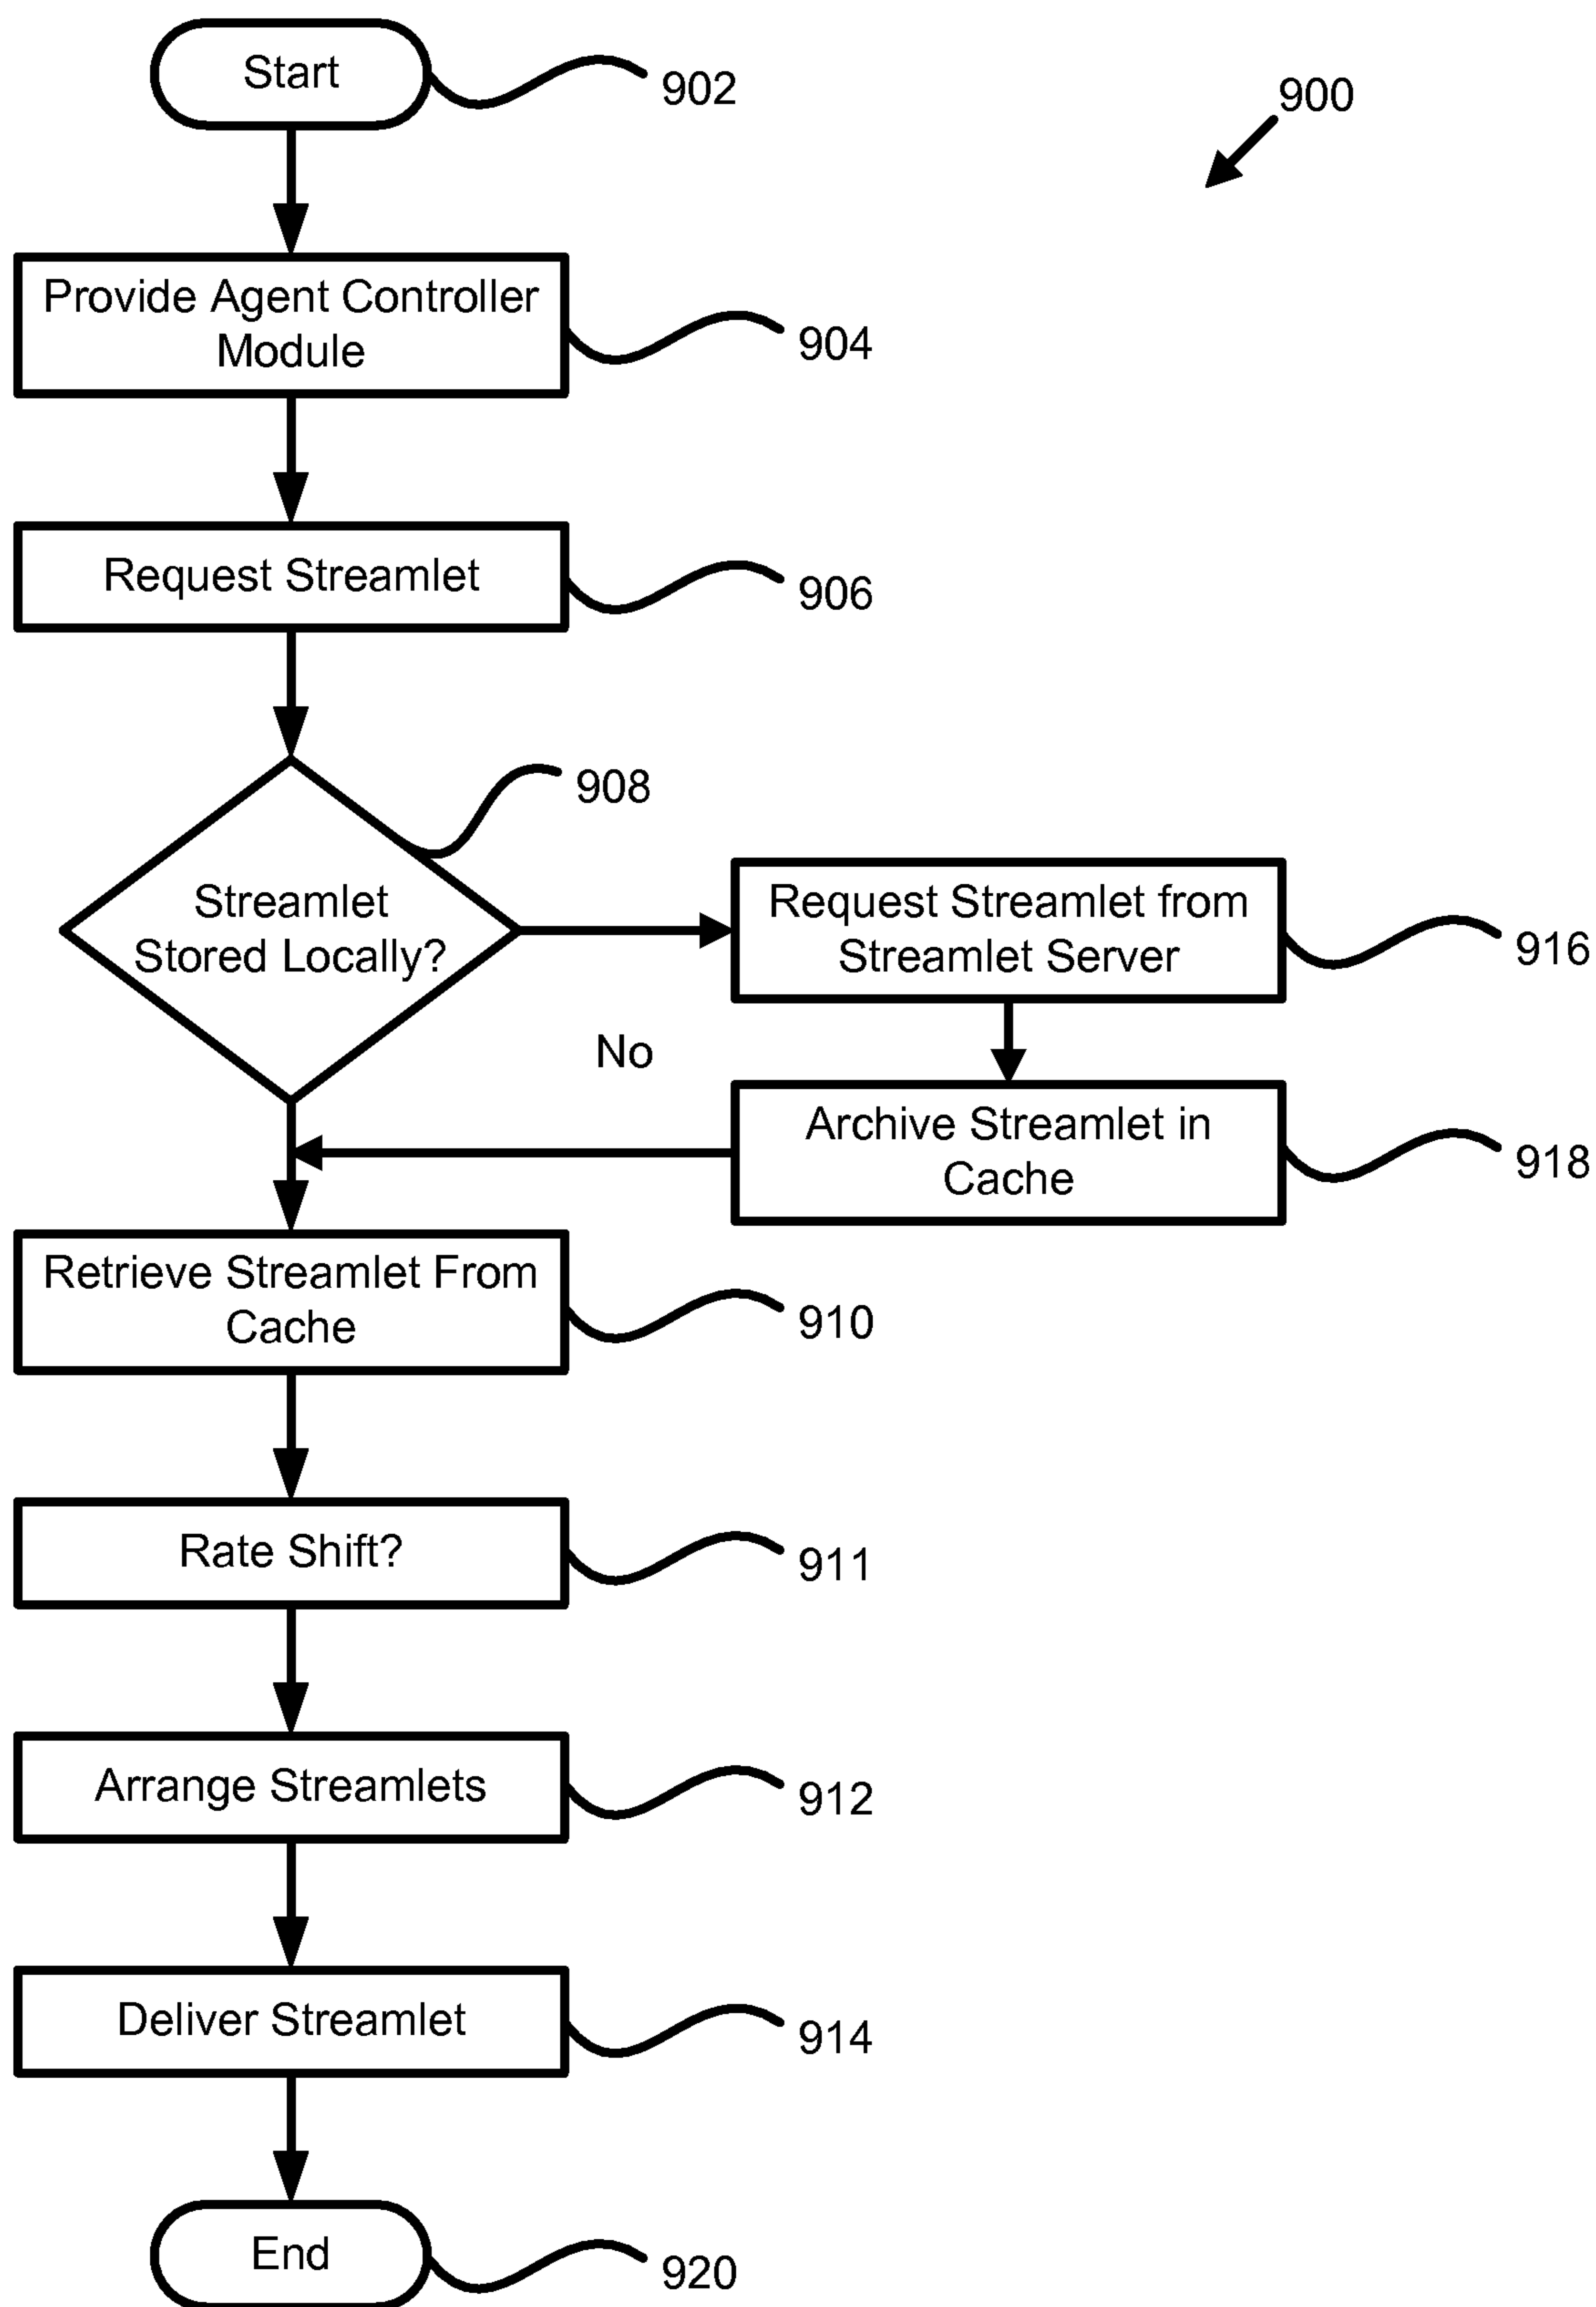 Start
902
900
Provide Agent Controller
Module
904
Request Streamlet
906
908
Streamlet
Stored Locally?
Request Streamlet from
Streamlet Server
916
No
Archive Streamlet in
Cache
918
Retrieve Streamlet From
Cache
910
Rate Shift?
911
Arrange Streamlets
912
Deliver Streamlet
914
End
920